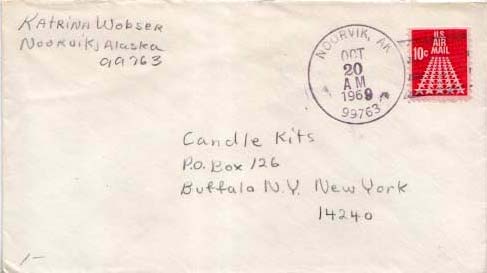 Katrina Wobser
Noorvik, Alaska
99763
NOORVIK, AK
OCT
20
AM
1969
99763
U.S.
AIR
MAIL
10c
Candle Kits
P.O. Box 126
Buffalo N.Y. New York
14240
1-